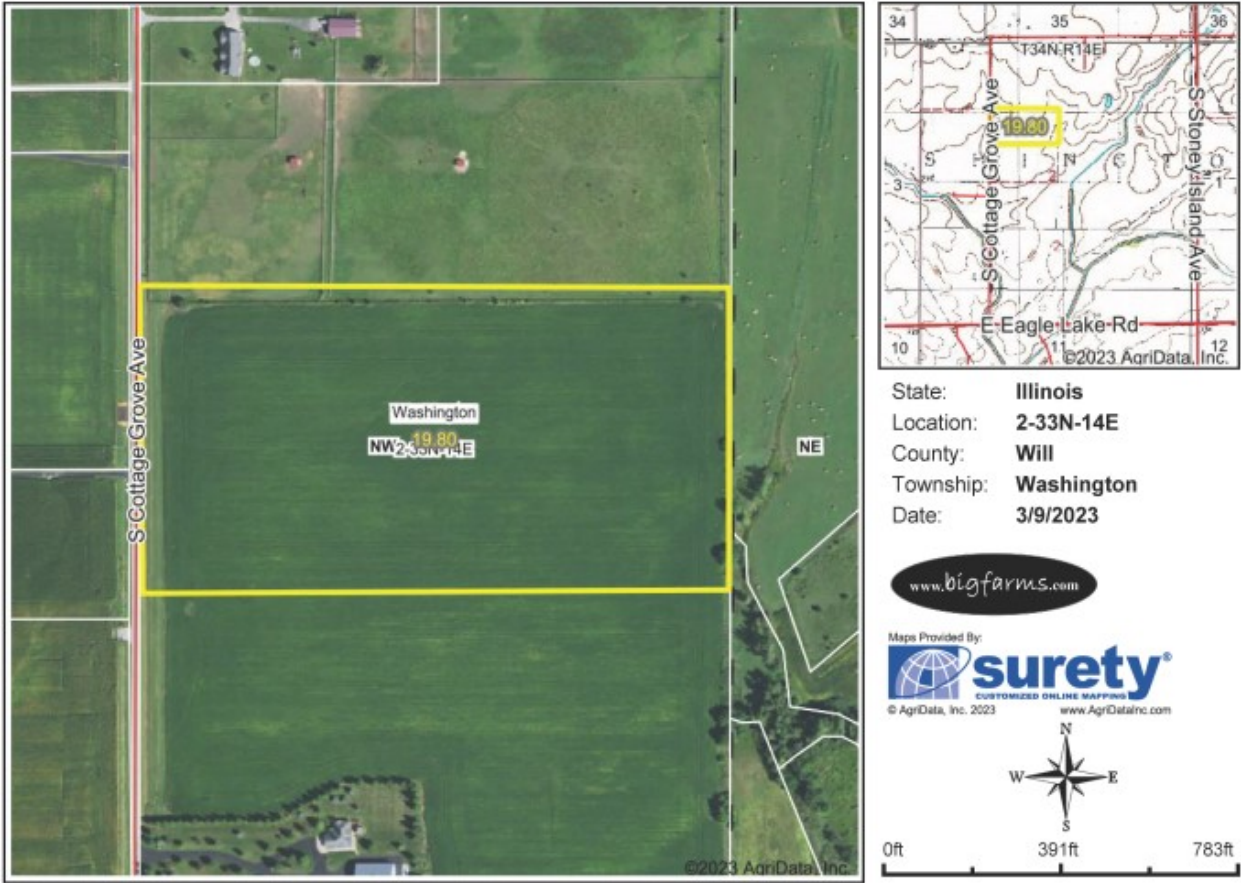 S Cottage Grove Ave
Washington
19.80
NW 2-33N-14E
NE
©2023 AgriData, Inc.
34 35 36
T34N-R14E
S Cottage Grove Ave
19.80
S Stoney Island Ave
S T I N G T O
3 2 1
E Eagle Lake Rd
10 11 12
©2023 AgriData, Inc.
State: Illinois
Location: 2-33N-14E
County: Will
Township: Washington
Date: 3/9/2023
www.bigfarms.com
Maps Provided By:
surety®
CUSTOMIZED ONLINE MAPPING
© AgriData, Inc. 2023 www.AgriDataInc.com
N
W E
S
0ft 391ft 783ft